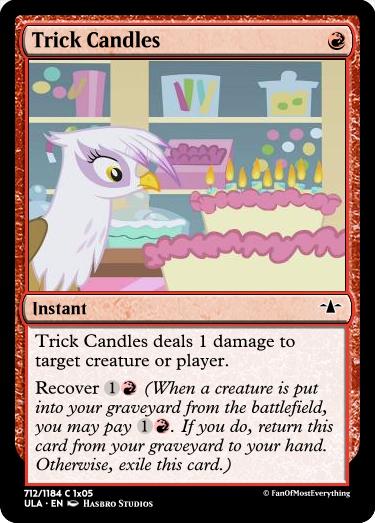 Trick Candles
Instant
Trick Candles deals 1 damage to
target creature or player.
Recover 1 (When a creature is put
into your graveyard from the battlefield,
you may pay 1. If you do, return this
card from your graveyard to your hand.
Otherwise, exile this card.)
712/1184 C 1x05
ULA • EN Hasbro Studios
© FanOfMostEverything